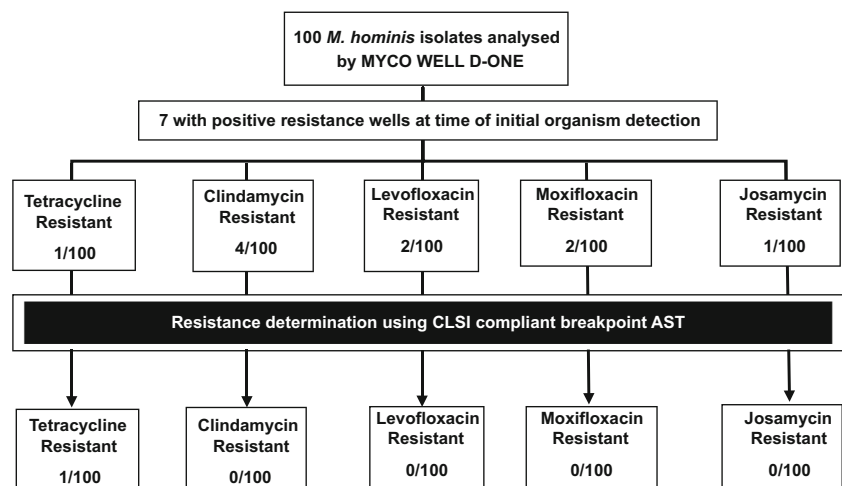 100 M. hominis isolates analysed
by MYCO WELL D-ONE
7 with positive resistance wells at time of initial organism detection
Tetracycline
Resistant
1/100
Clindamycin
Resistant
4/100
Levofloxacin
Resistant
2/100
Moxifloxacin
Resistant
2/100
Josamycin
Resistant
1/100
Resistance determination using CLSI compliant breakpoint AST
Tetracycline
Resistant
1/100
Clindamycin
Resistant
0/100
Levofloxacin
Resistant
0/100
Moxifloxacin
Resistant
0/100
Josamycin
Resistant
0/100